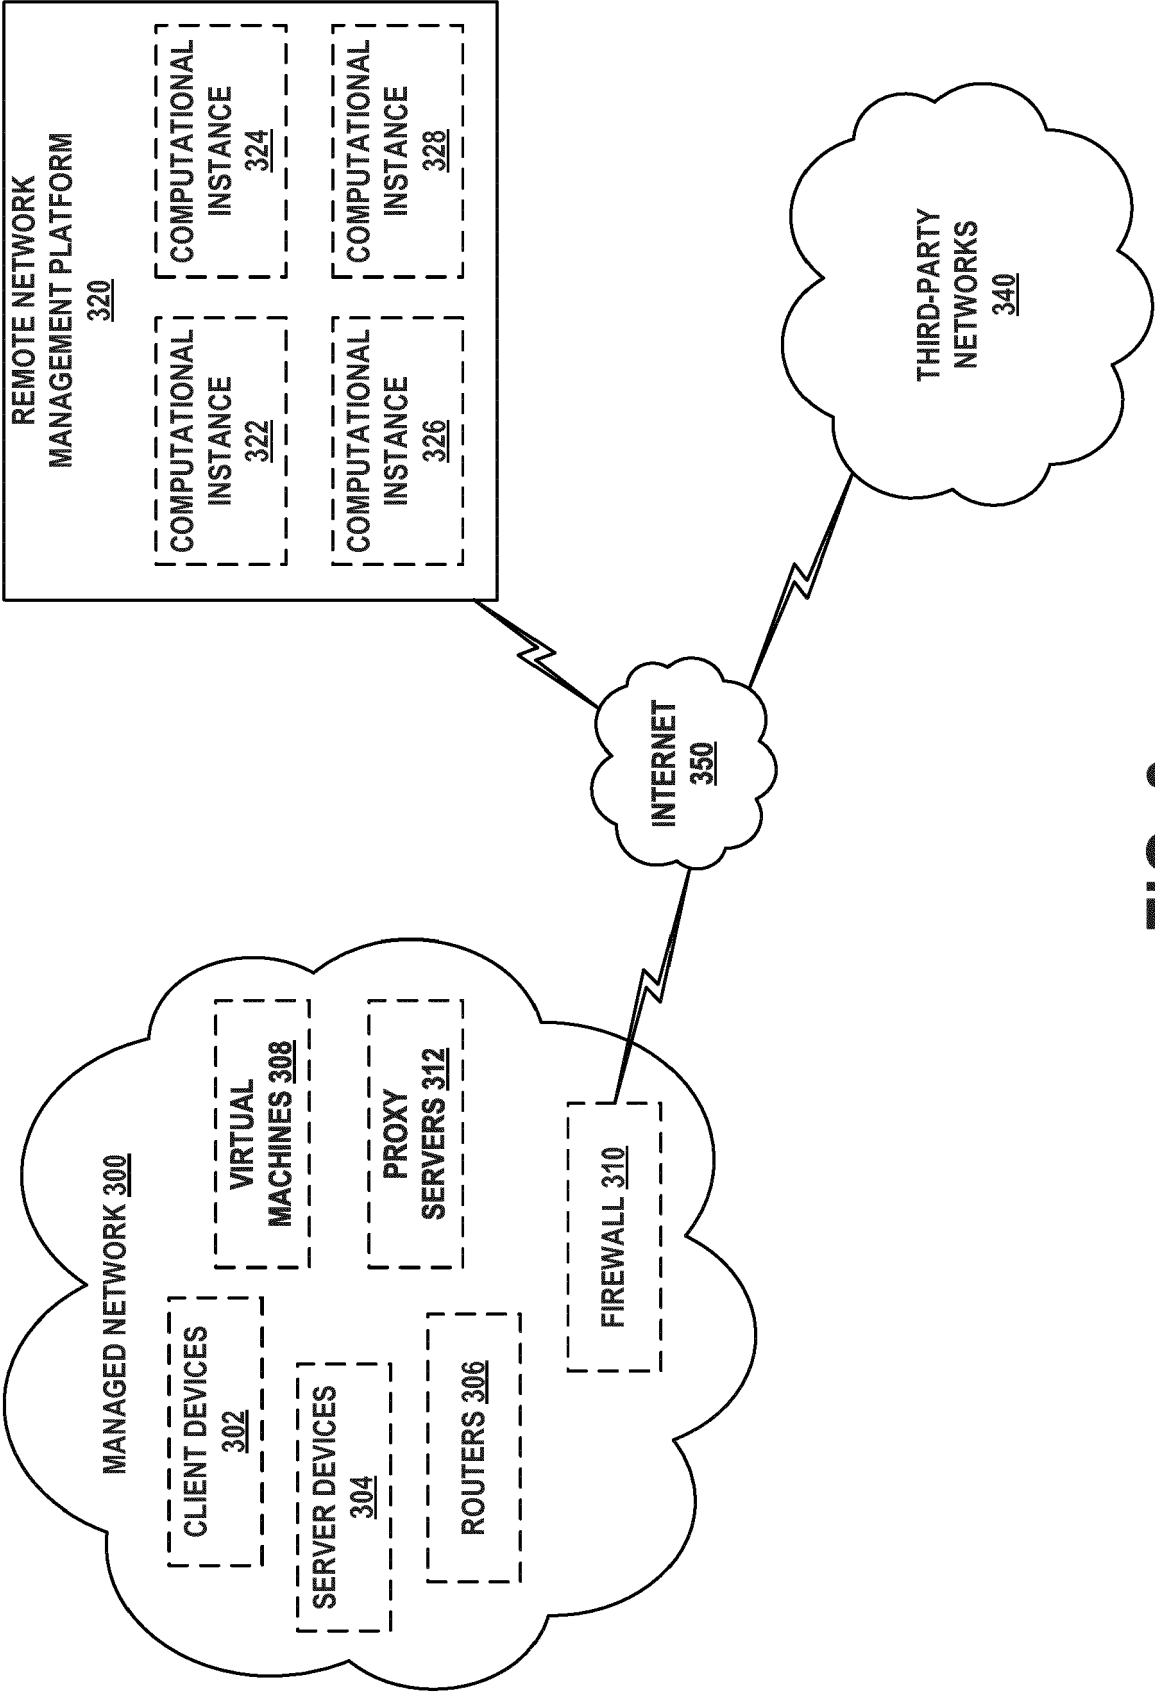 MANAGED NETWORK 300
CLIENT DEVICES
302
VIRTUAL
MACHINES 308
SERVER DEVICES
304
PROXY
SERVERS 312
ROUTERS 306
FIREWALL 310
INTERNET
350
REMOTE NETWORK
MANAGEMENT PLATFORM
320
COMPUTATIONAL
INSTANCE
322
COMPUTATIONAL
INSTANCE
324
COMPUTATIONAL
INSTANCE
326
COMPUTATIONAL
INSTANCE
328
THIRD-PARTY
NETWORKS
340